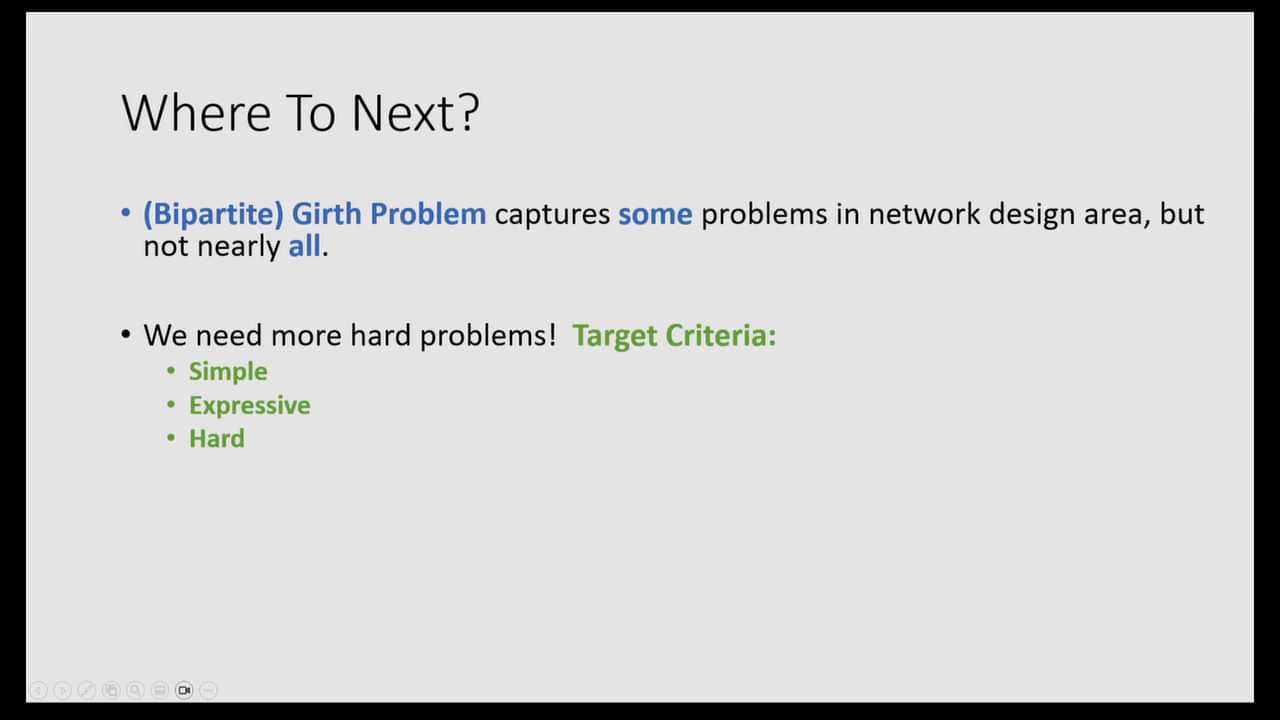 Where To Next?
• (Bipartite) Girth Problem captures some problems in network design area, but
not nearly all.
• We need more hard problems! Target Criteria:
• Simple
• Expressive
• Hard